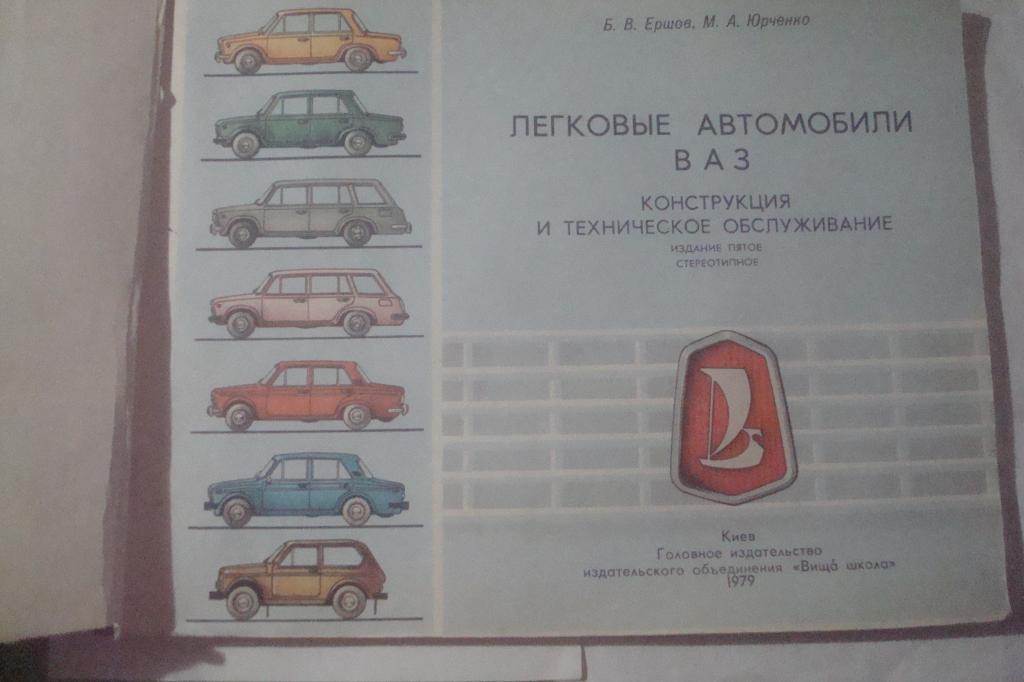 Б. В. Ершов, М. А. Юрченко
ЛЕГКОВЫЕ АВТОМОБИЛИ
ВАЗ
КОНСТРУКЦИЯ
И ТЕХНИЧЕСКОЕ ОБСЛУЖИВАНИЕ
ИЗДАНИЕ ПЯТОЕ
СТЕРЕОТИПНОЕ
Киев
Головное издательство
издательского объединения «Вища школа»
1979